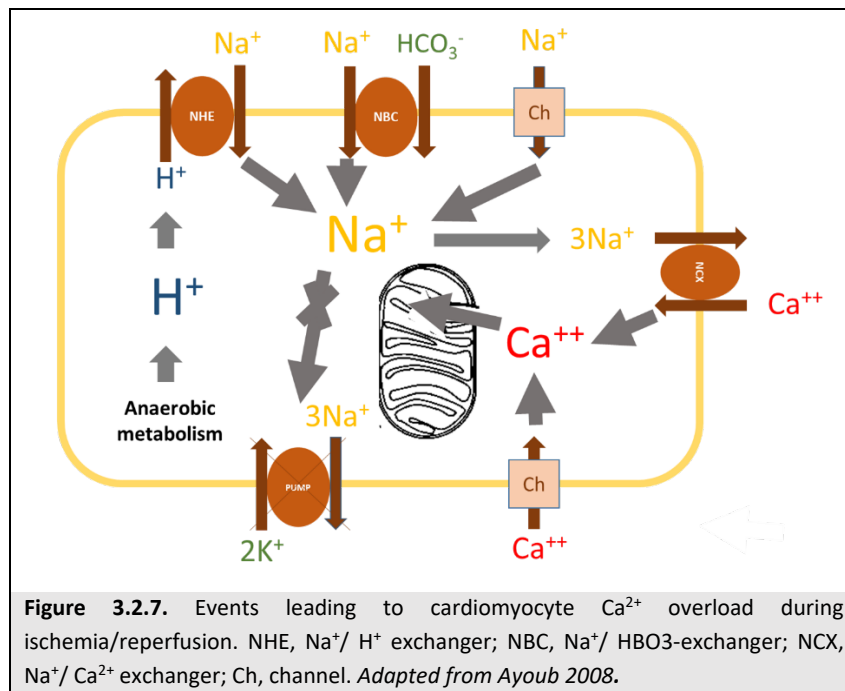 Na⁺ Na⁺ HCO₃⁻ Na⁺
NHE NBC Ch
H⁺
Na⁺ 3Na⁺
NCX
H⁺ Ca⁺⁺ Ca⁺⁺
Anaerobic
metabolism
3Na⁺
PUMP Ch
2K⁺ Ca⁺⁺
Figure 3.2.7. Events leading to cardiomyocyte Ca²⁺ overload during
ischemia/reperfusion. NHE, Na⁺/ H⁺ exchanger; NBC, Na⁺/ HBO3-exchanger; NCX,
Na⁺/ Ca²⁺ exchanger; Ch, channel. Adapted from Ayoub 2008.